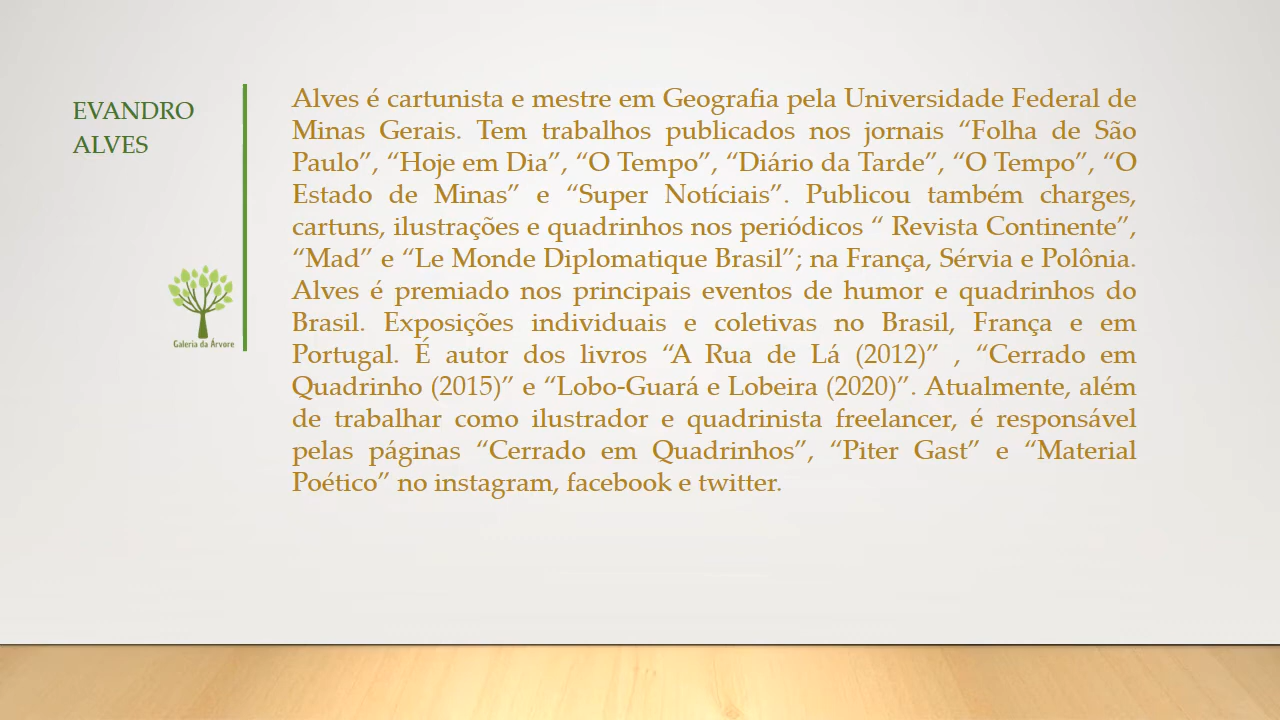 EVANDRO
ALVES
Galeria da Árvore
Alves é cartunista e mestre em Geografia pela Universidade Federal de
Minas Gerais. Tem trabalhos publicados nos jornais “Folha de São
Paulo”, “Hoje em Dia”, “O Tempo”, “Diário da Tarde”, “O Tempo”, “O
Estado de Minas” e “Super Notíciais”. Publicou também charges,
cartuns, ilustrações e quadrinhos nos periódicos “ Revista Continente”,
“Mad” e “Le Monde Diplomatique Brasil”; na França, Sérvia e Polônia.
Alves é premiado nos principais eventos de humor e quadrinhos do
Brasil. Exposições individuais e coletivas no Brasil, França e em
Portugal. É autor dos livros “A Rua de Lá (2012)” , “Cerrado em
Quadrinho (2015)” e “Lobo-Guará e Lobeira (2020)”. Atualmente, além
de trabalhar como ilustrador e quadrinista freelancer, é responsável
pelas páginas “Cerrado em Quadrinhos”, “Piter Gast” e “Material
Poético” no instagram, facebook e twitter.